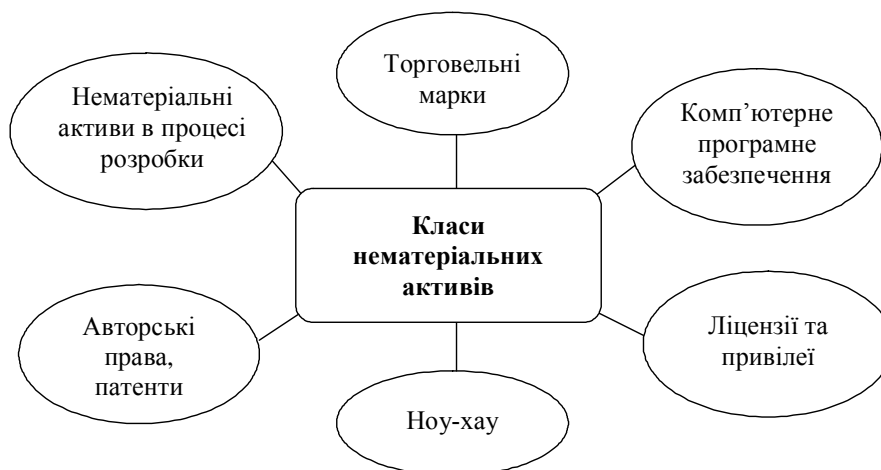 Торговельні
марки
Нематеріальні
активи в процесі
розробки
Комп’ютерне
програмне
забезпечення
Класи
нематеріальних
активів
Авторські
права,
патенти
Ліцензії та
привілеї
Ноу-хау